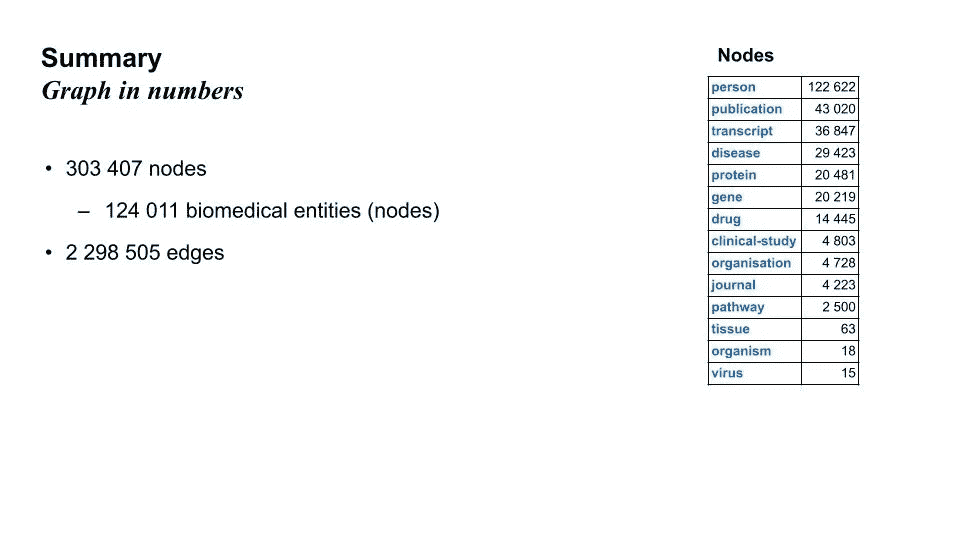 Summary
Graph in numbers
• 303 407 nodes
– 124 011 biomedical entities (nodes)
• 2 298 505 edges
Nodes
person 122 622
publication 43 020
transcript 36 847
disease 29 423
protein 20 481
gene 20 219
drug 14 445
clinical-study 4 803
organisation 4 728
journal 4 223
pathway 2 500
tissue 63
organism 18
virus 15